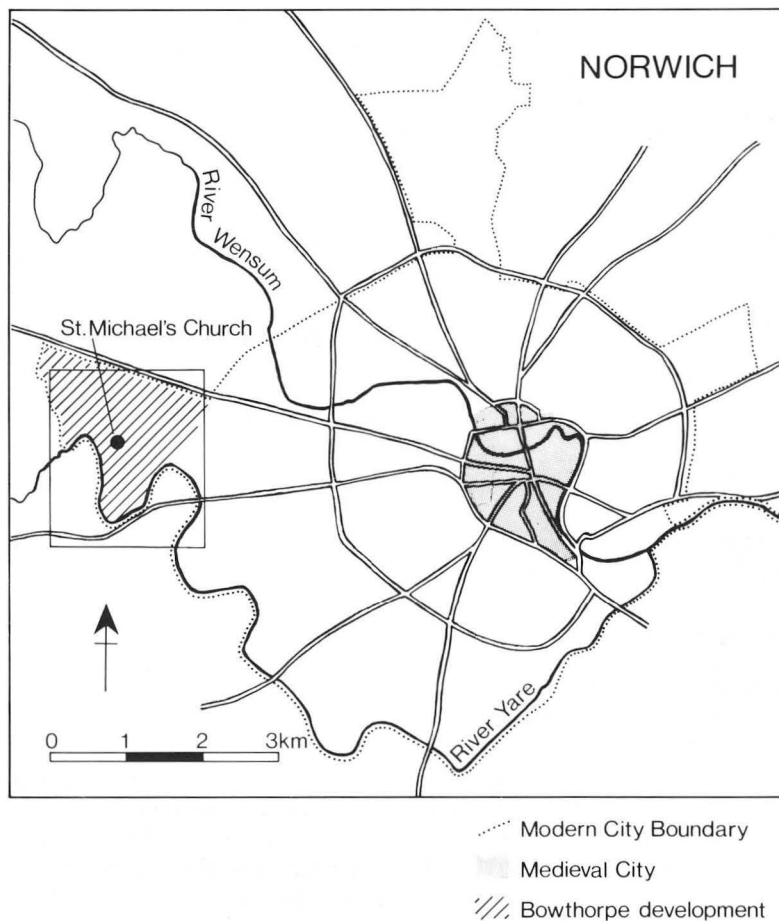 NORWICH
River Wensum
St. Michael's Church
River Yare
0 1 2 3km
Modern City Boundary
Medieval City
Bowthorpe development